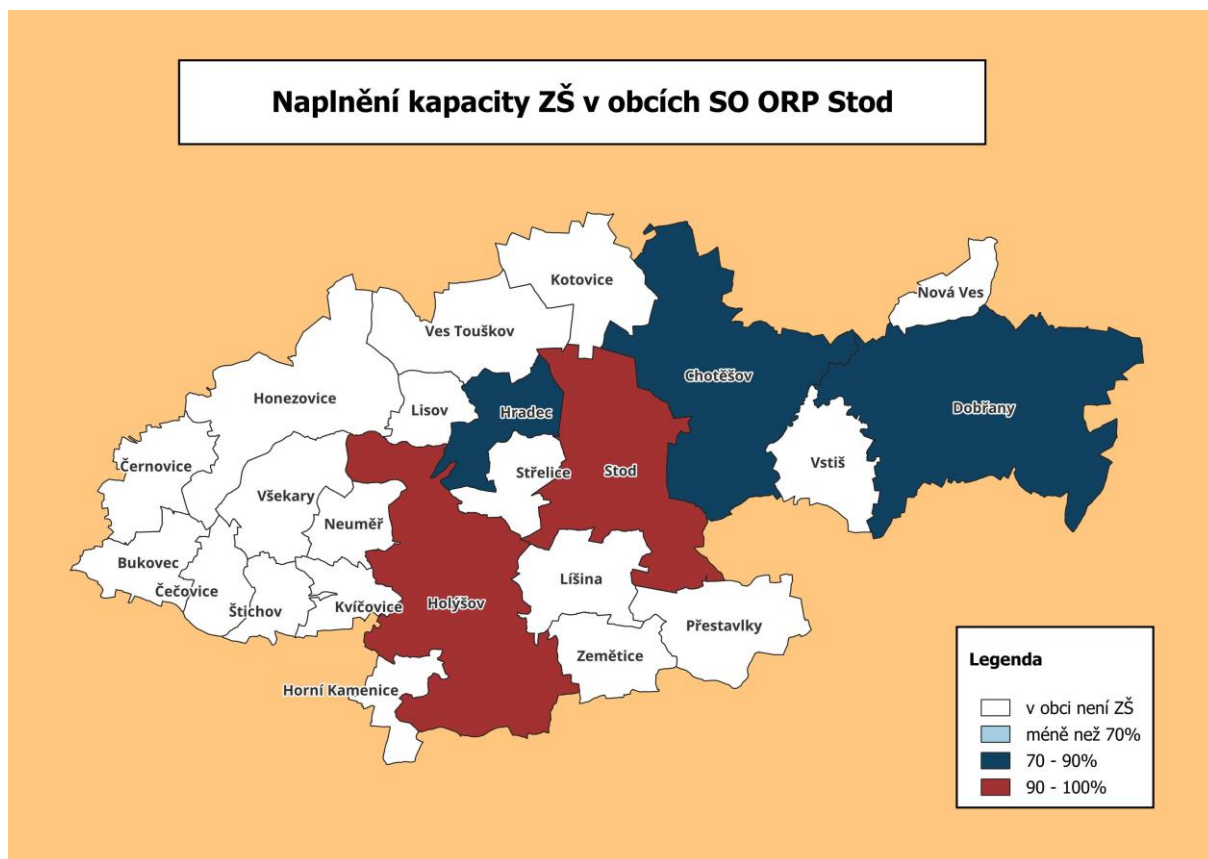 Naplnění kapacity ZŠ v obcích SO ORP Stod
Kotovice
Nová Ves
Ves Touškov
Chotěšov
Honezovice
Lisov
Hradec
Dobřany
Černovice
Všekary
Střelice
Stod
Vstiš
Neuměř
Bukovec
Čečovice
Štichov
Kvíčovice
Holýšov
Líšina
Přestavlky
Zemětice
Horní Kamenice
Legenda
v obci není ZŠ
méně než 70%
70 - 90%
90 - 100%